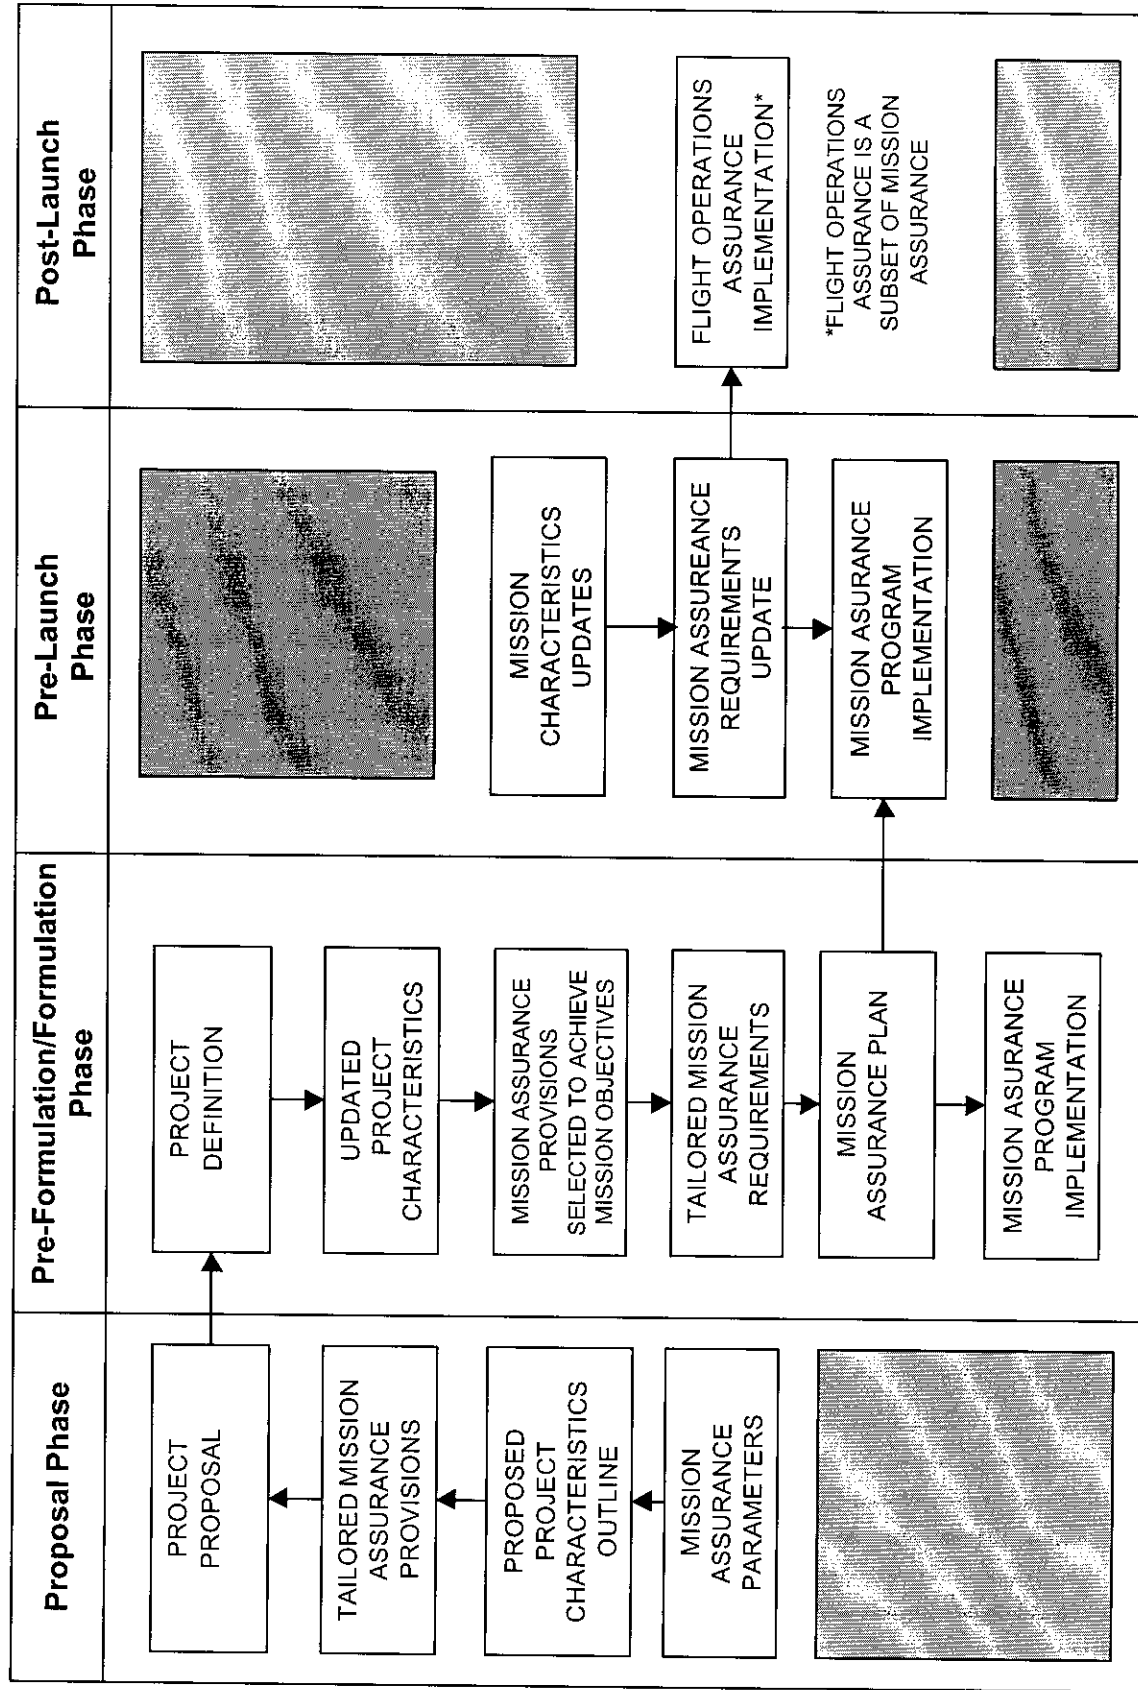 Proposal Phase
PROJECT
PROPOSAL
TAILORED MISSION
ASSURANCE
PROVISIONS
PROPOSED
PROJECT
CHARACTERISTICS
OUTLINE
MISSION
ASSURANCE
PARAMETERS
Pre-Formulation/Formulation
Phase
PROJECT
DEFINITION
UPDATED
PROJECT
CHARACTERISTICS
MISSION ASSURANCE
PROVISIONS
SELECTED TO ACHIEVE
MISSION OBJECTIVES
TAILORED MISSION
ASSURANCE
REQUIREMENTS
MISSION
ASSURANCE PLAN
MISSION ASURANCE
PROGRAM
IMPLEMENTATION
Pre-Launch
Phase
MISSION
CHARACTERISTICS
UPDATES
MISSION ASSUREANCE
REQUIREMENTS
UPDATE
MISSION ASURANCE
PROGRAM
IMPLEMENTATION
Post-Launch
Phase
FLIGHT OPERATIONS
ASSURANCE
IMPLEMENTATION*
*FLIGHT OPERATIONS
ASSURANCE IS A
SUBSET OF MISSION
ASSURANCE